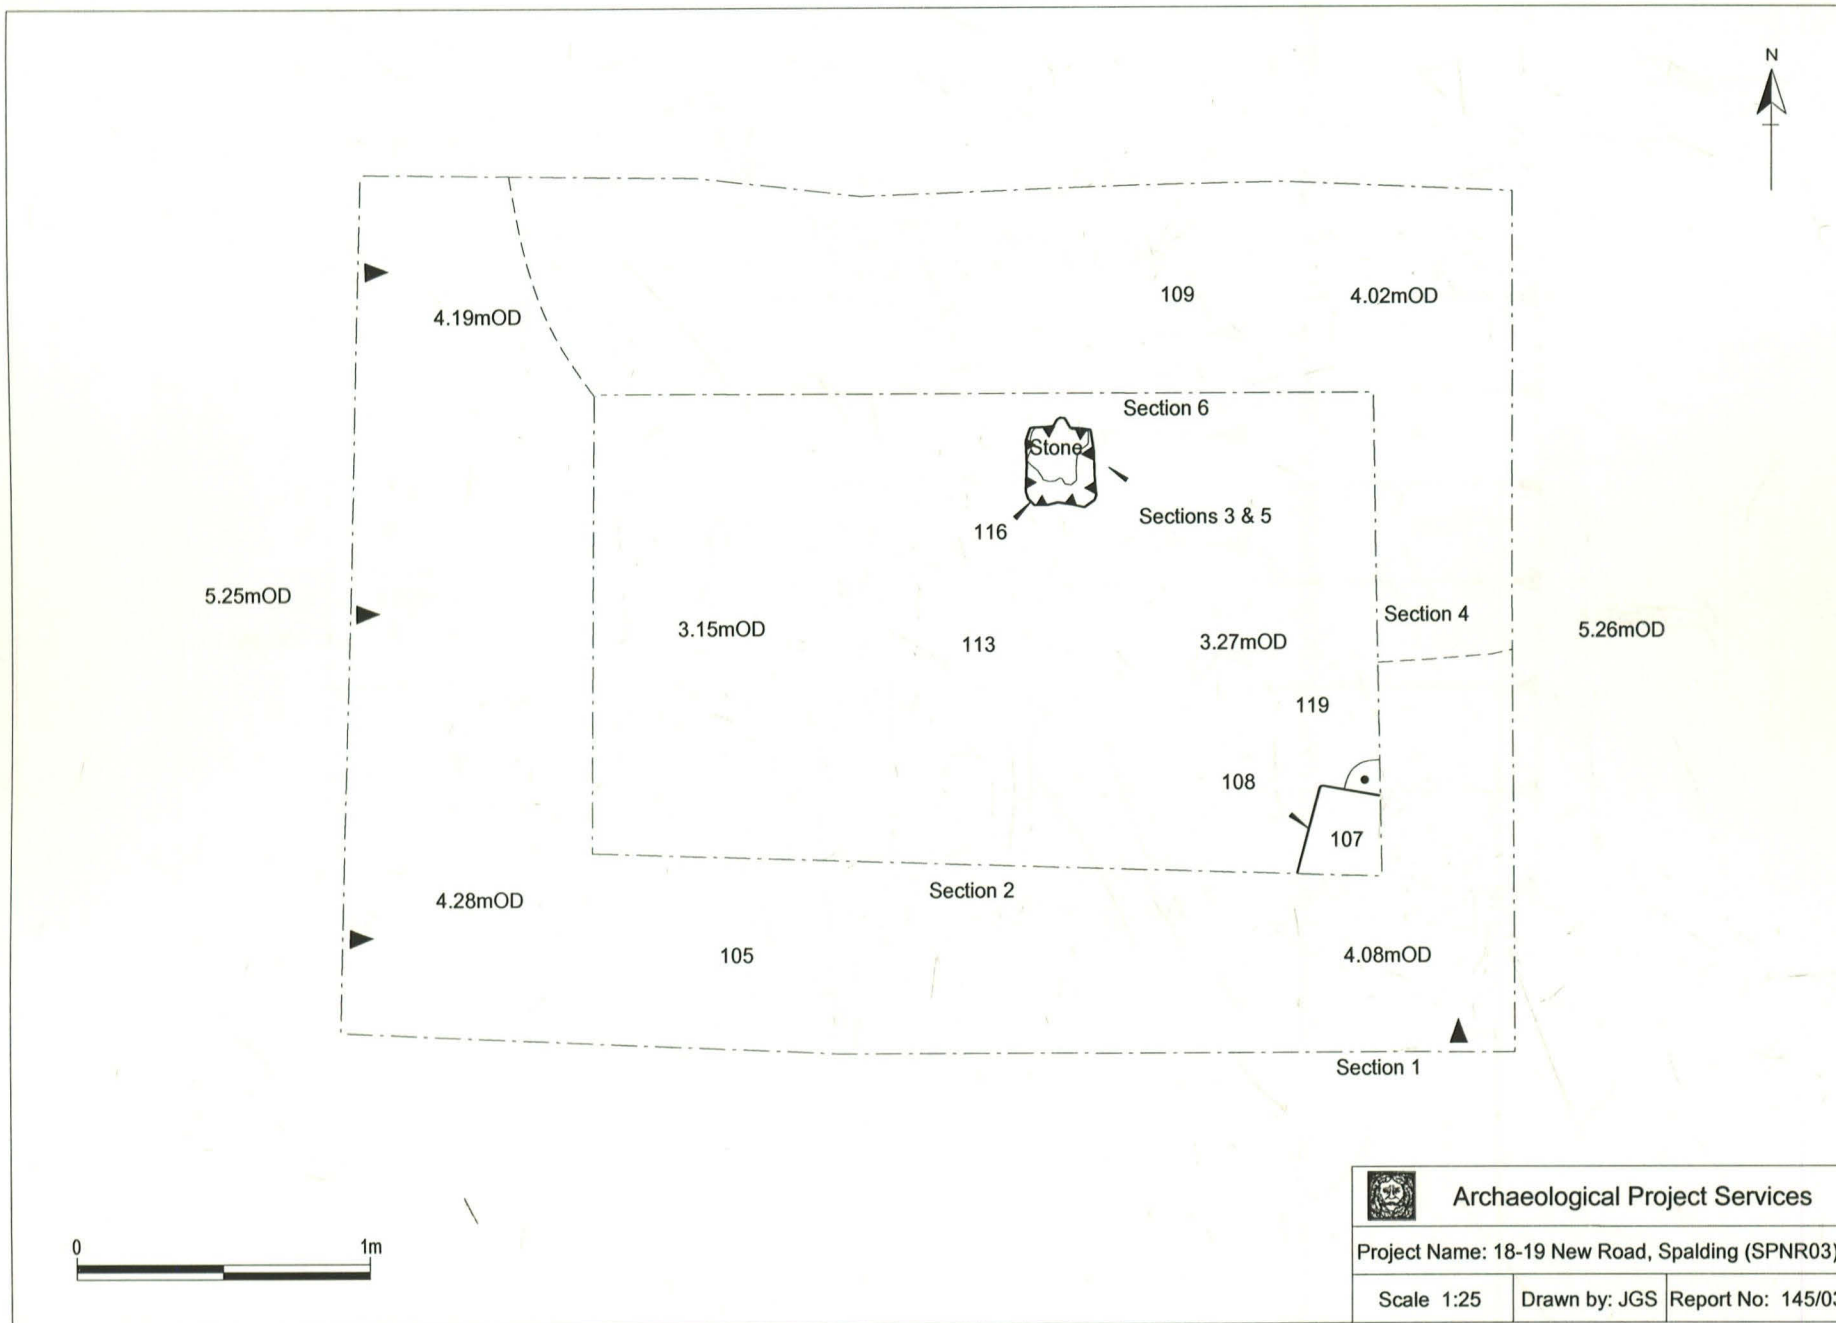 N
109
4.02mOD
4.19mOD
Section 6
Stone
Sections 3 & 5
116
5.25mOD
Section 4
3.15mOD
113
3.27mOD
5.26mOD
119
108
107
Section 2
4.28mOD
105
4.08mOD
Section 1
Archaeological Project Services
0 1m
Project Name: 18-19 New Road, Spalding (SPNR03)
Scale 1:25
Drawn by: JGS
Report No: 145/03